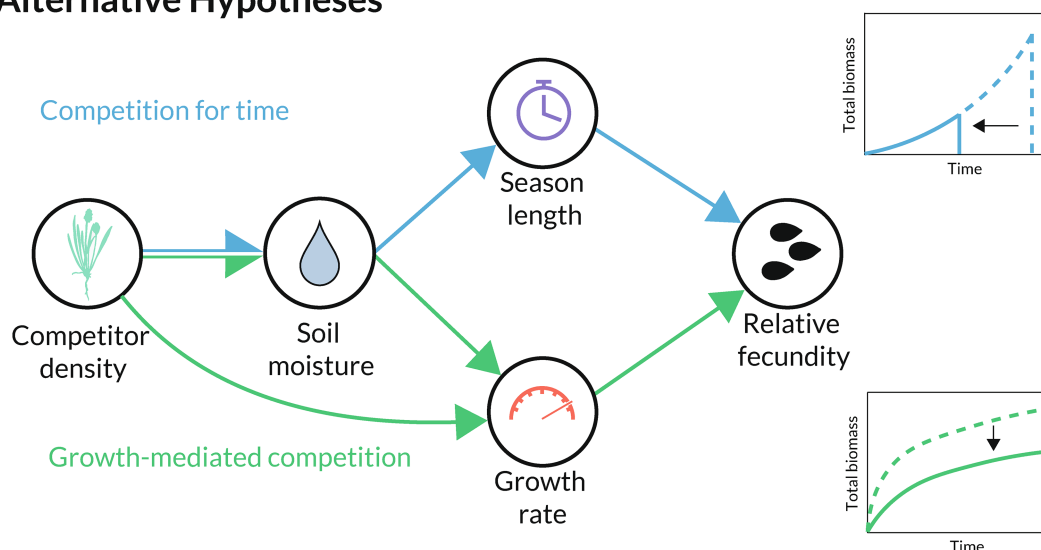 Alternative Hypotheses
Competition for time
Season
length
Competitor
density
Soil
moisture
Relative
fecundity
Growth-mediated competition
Growth
rate
Total biomass
Time
Total biomass
Time